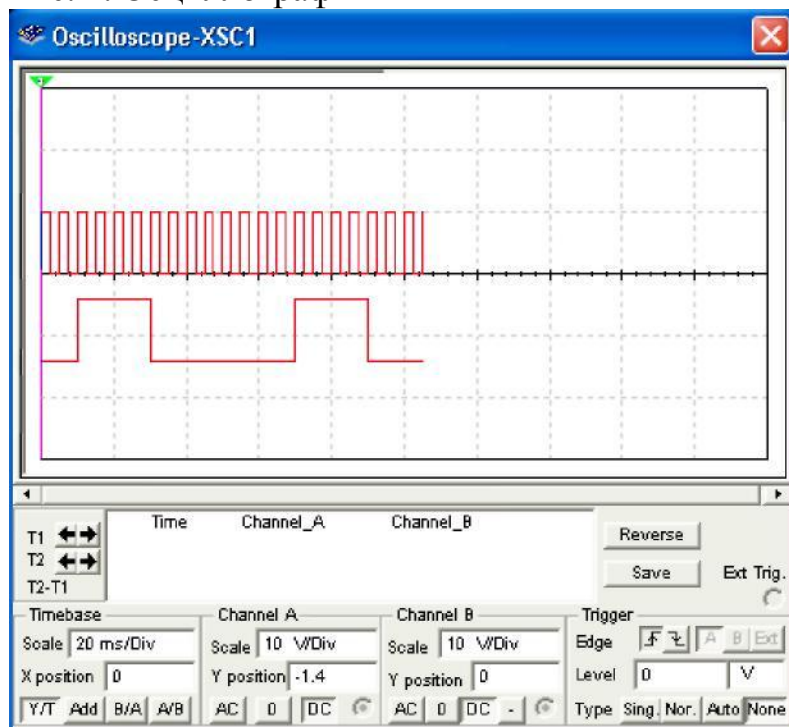 Oscilloscope-XSC1
Time Channel_A Channel_B
T1
T2
T2-T1
Reverse
Save
Ext Trig.
Timebase
Scale 20 ms/Div
X position 0
Y/T Add B/A A/B
Channel A
Scale 10 V/Div
Y position -1.4
AC 0 DC
Channel B
Scale 10 V/Div
Y position 0
AC 0 DC -
Trigger
Edge A B Ext
Level 0 V
Type Sing. Nor. Auto None